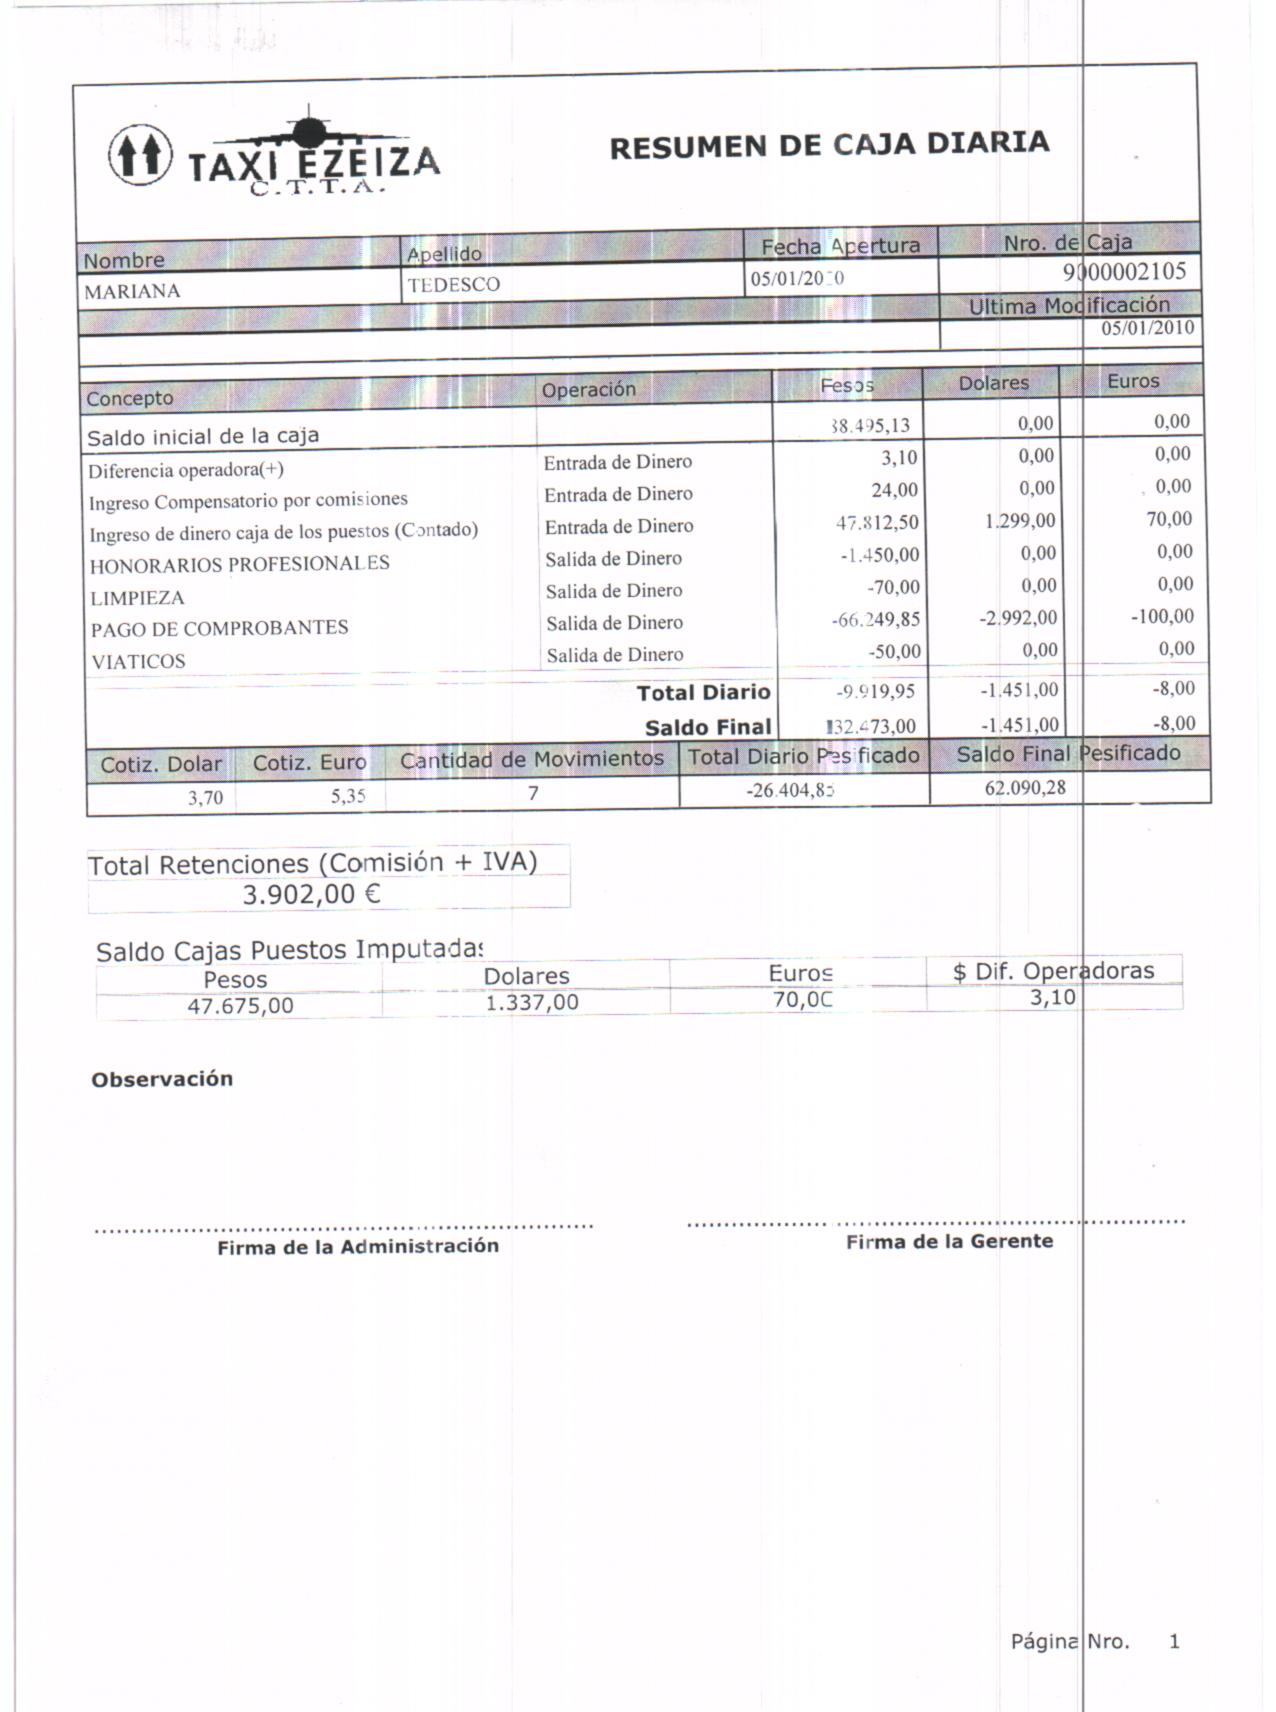 TAXI EZEIZA
C.T.T.A.
RESUMEN DE CAJA DIARIA
Nombre Apellido Fecha Apertura Nro. de Caja
MARIANA TEDESCO 05/01/2010 9000002105
Ultima Modificación
05/01/2010
Concepto Operación Pesos Dolares Euros
Saldo inicial de la caja 38.495,13 0,00 0,00
Diferencia operadora(+) Entrada de Dinero 3,10 0,00 0,00
Ingreso Compensatorio por comisiones Entrada de Dinero 24,00 0,00 0,00
Ingreso de dinero caja de los puestos (Contado) Entrada de Dinero 47.812,50 1.299,00 70,00
HONORARIOS PROFESIONALES Salida de Dinero -1.450,00 0,00 0,00
LIMPIEZA Salida de Dinero -70,00 0,00 0,00
PAGO DE COMPROBANTES Salida de Dinero -66.249,85 -2.992,00 -100,00
VIATICOS Salida de Dinero -50,00 0,00 0,00
Total Diario -9.919,95 -1.451,00 -8,00
Saldo Final 132.473,00 -1.451,00 -8,00
Cotiz. Dolar Cotiz. Euro Cantidad de Movimientos Total Diario Pesificado Saldo Final Pesificado
3,70 5,35 7 -26.404,85 62.090,28
Total Retenciones (Comisión + IVA)
3.902,00 €
Saldo Cajas Puestos Imputadas
Pesos Dolares Euros $ Dif. Operadoras
47.675,00 1.337,00 70,00 3,10
Observación
Firma de la Administración Firma de la Gerente
Página Nro. 1